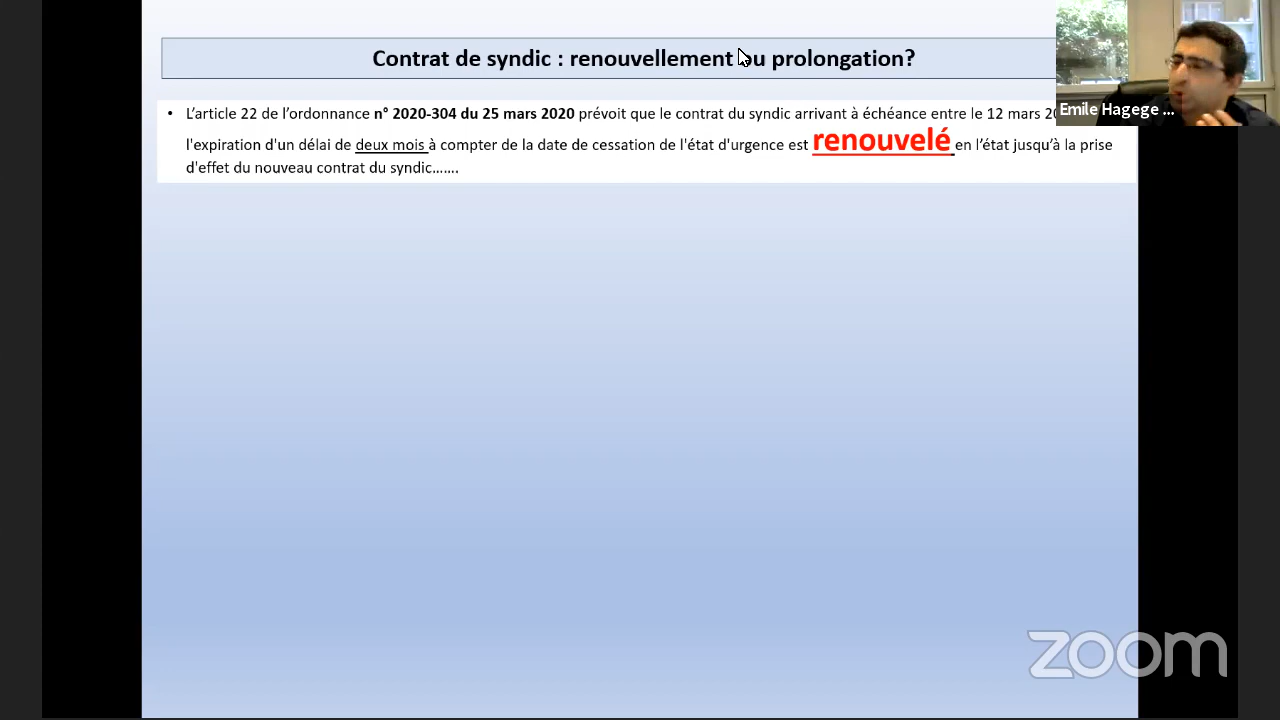 Contrat de syndic : renouvellement ou prolongation?
Emile Hagege ...
• L'article 22 de l'ordonnance n° 2020-304 du 25 mars 2020 prévoit que le contrat du syndic arrivant à échéance entre le 12 mars
l'expiration d'un délai de deux mois à compter de la date de cessation de l'état d'urgence est renouvelé en l'état jusqu'à la prise
d'effet du nouveau contrat du syndic.......
zoom